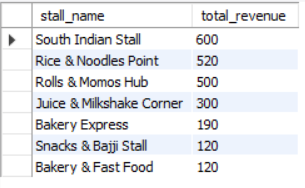 stall_name total_revenue
South Indian Stall 600
Rice & Noodles Point 520
Rolls & Momos Hub 500
Juice & Milkshake Corner 300
Bakery Express 190
Snacks & Bajji Stall 120
Bakery & Fast Food 120